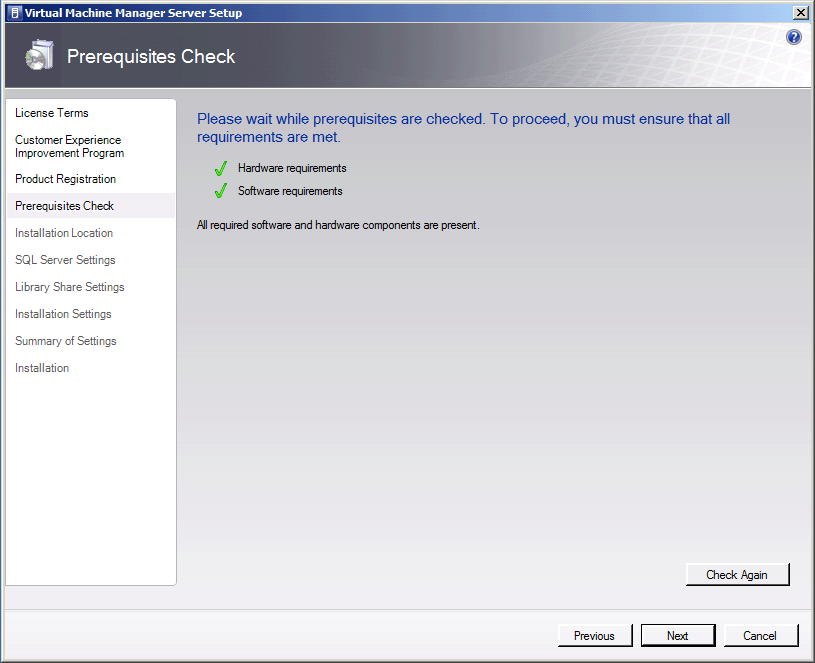 Virtual Machine Manager Server Setup
Prerequisites Check
?
License Terms
Customer Experience
Improvement Program
Product Registration
Prerequisites Check
Installation Location
SQL Server Settings
Library Share Settings
Installation Settings
Summary of Settings
Installation
Please wait while prerequisites are checked. To proceed, you must ensure that all
requirements are met.
Hardware requirements
Software requirements
All required software and hardware components are present.
Check Again
Previous
Next
Cancel